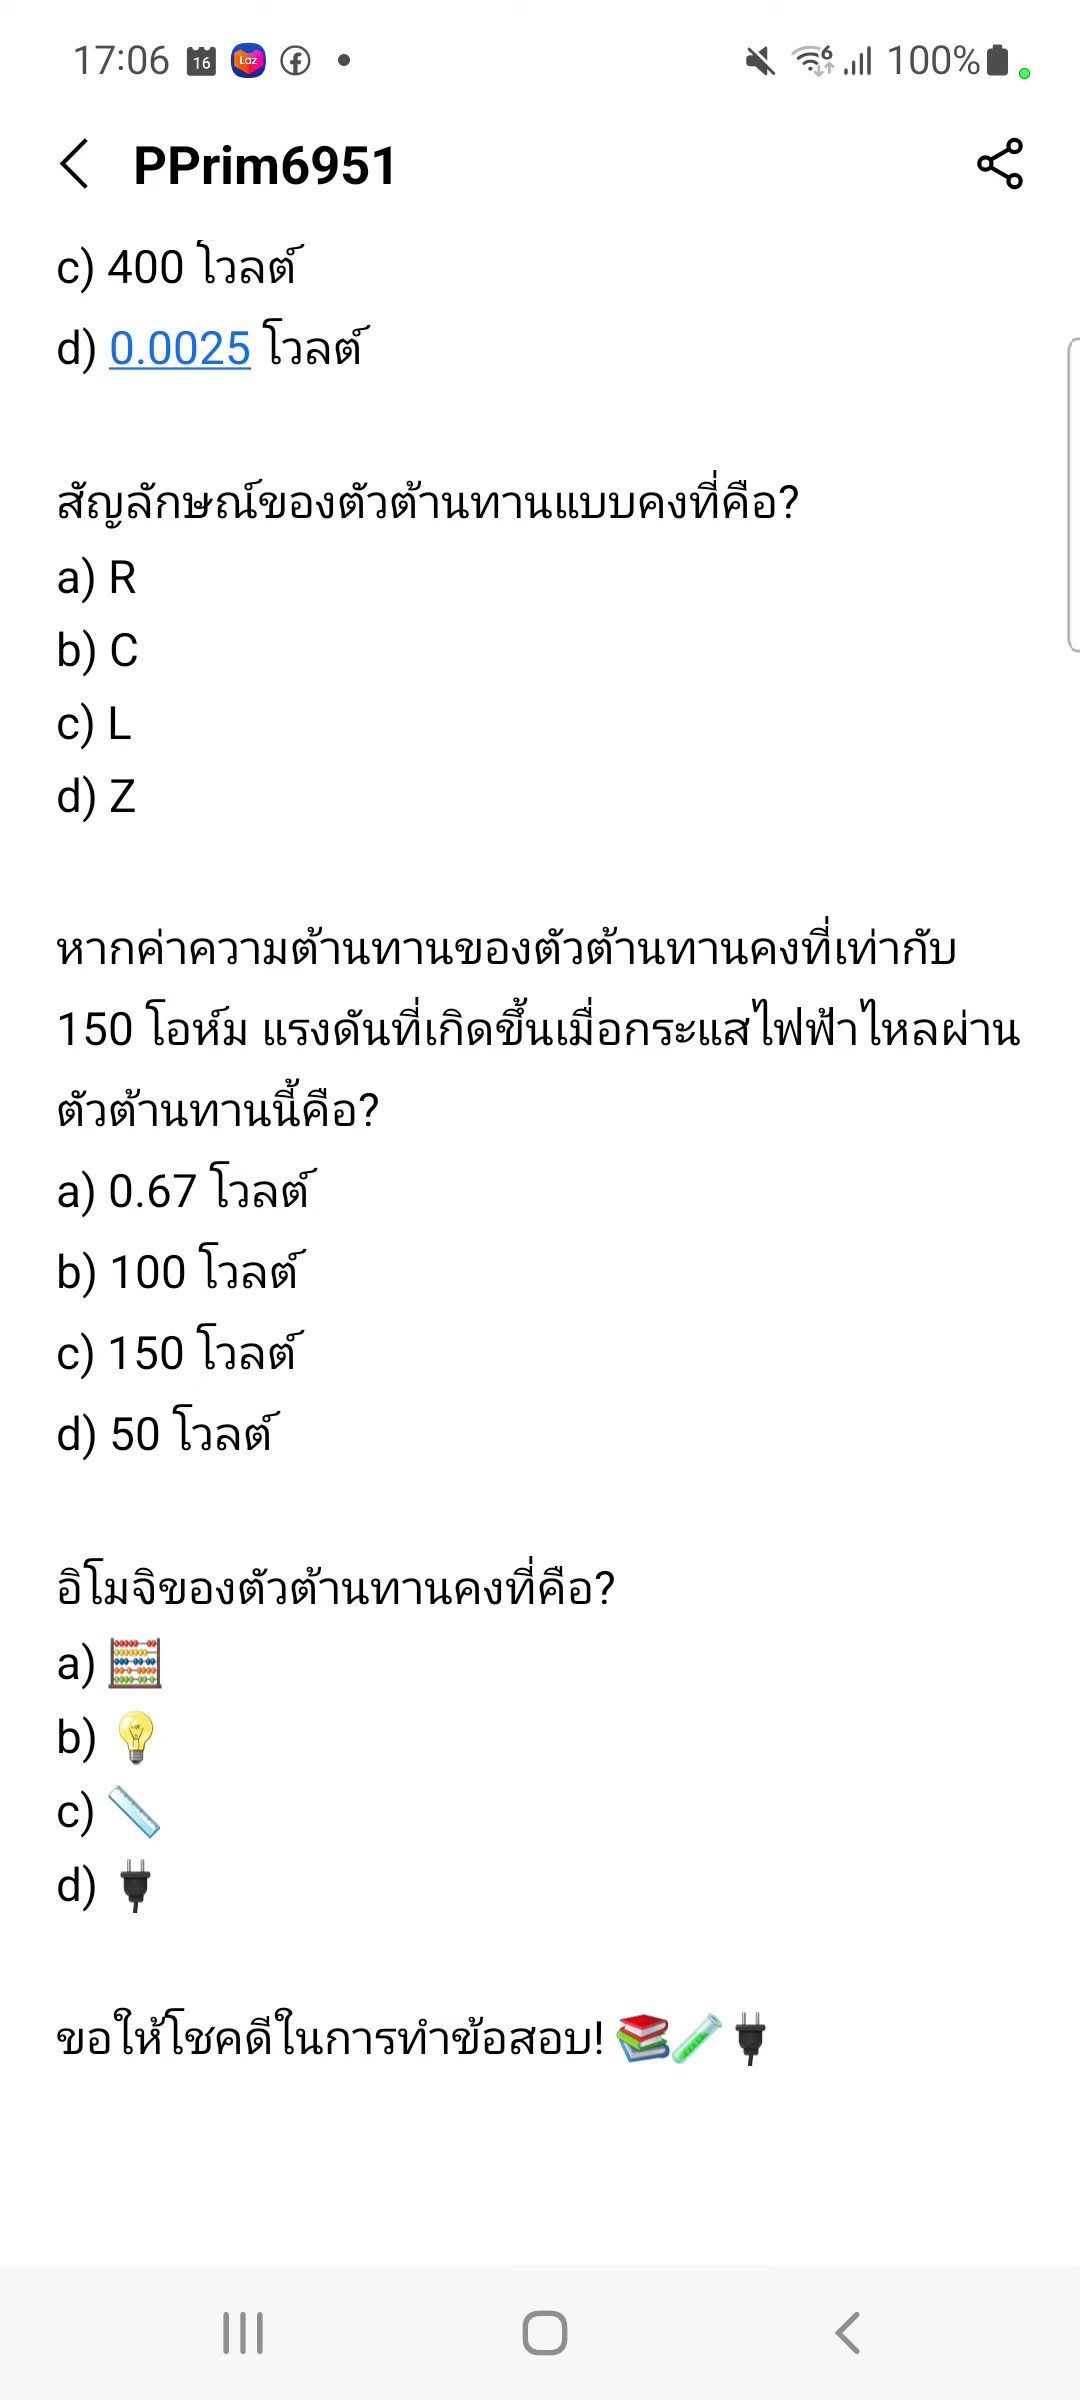 17:06 16 Laz 6 100%
PPrim6951
c) 400 โวลต์
d) 0.0025 โวลต์
สัญลักษณ์ของตัวต้านทานแบบคงที่คือ?
a) R
b) C
c) L
d) Z
หากค่าความต้านทานของตัวต้านทานคงที่เท่ากับ
150 โอห์ม แรงดันที่เกิดขึ้นเมื่อกระแสไฟฟ้าไหลผ่าน
ตัวต้านทานนี้คือ?
a) 0.67 โวลต์
b) 100 โวลต์
c) 150 โวลต์
d) 50 โวลต์
อิโมจิของตัวต้านทานคงที่คือ?
a) 🧮
b) 💡
c) 📏
d) 🔌
ขอให้โชคดีในการทำข้อสอบ! 📚🧪🔌